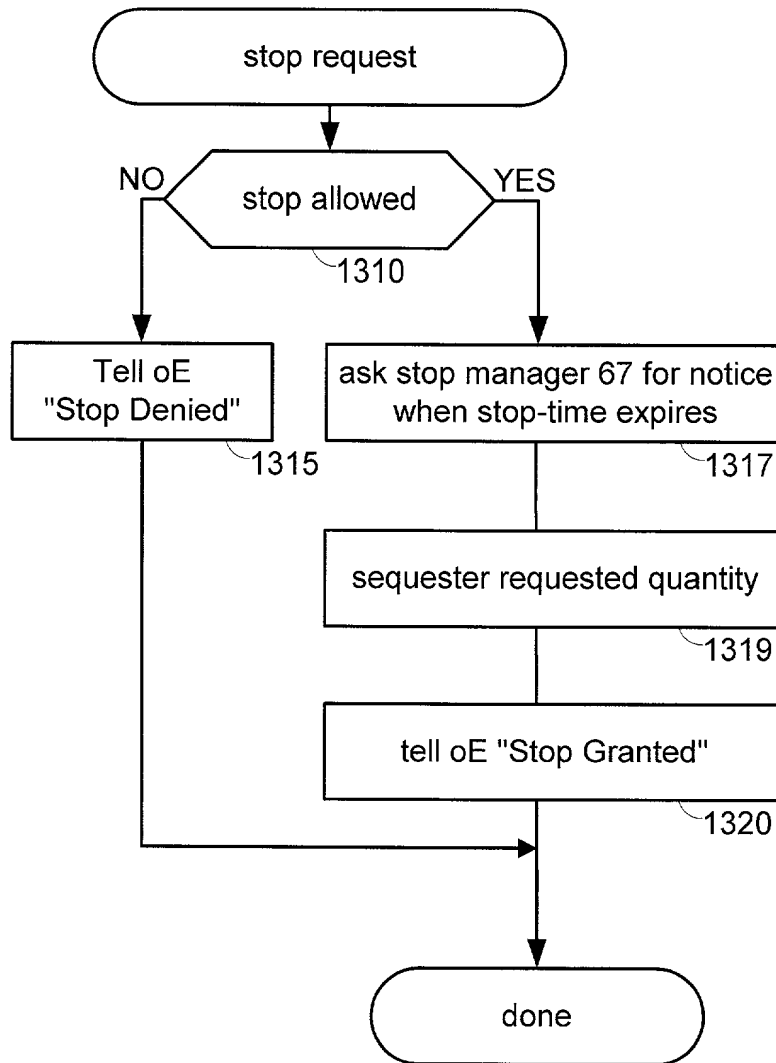 stop request
NO
YES
stop allowed
1310
Tell oE
"Stop Denied"
1315
ask stop manager 67 for notice
when stop-time expires
1317
sequester requested quantity
1319
tell oE "Stop Granted"
1320
done